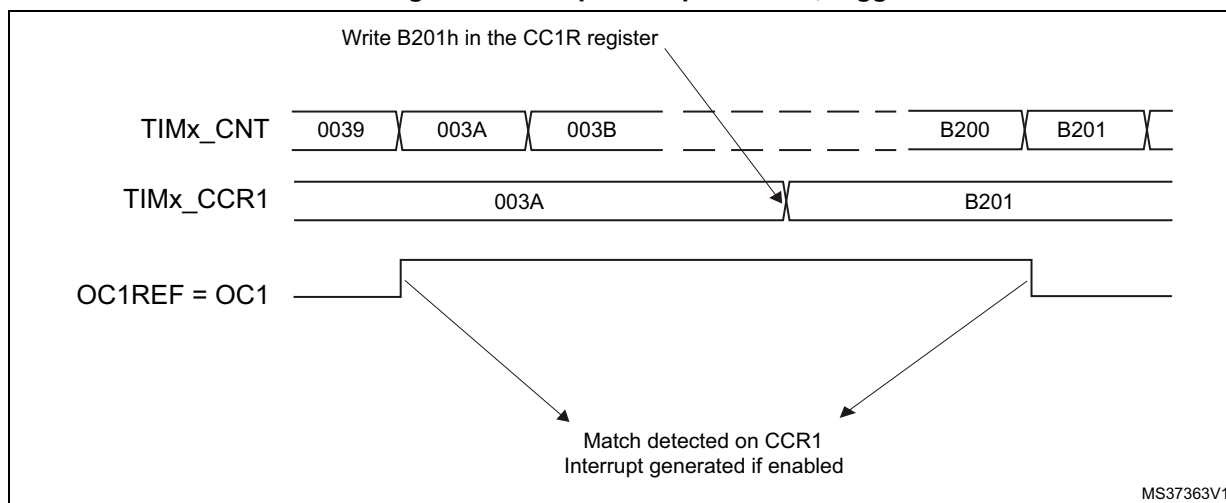 Write B201h in the CC1R register
TIMx_CNT 0039 003A 003B B200 B201
TIMx_CCR1 003A B201
OC1REF = OC1
Match detected on CCR1
Interrupt generated if enabled
MS37363V1